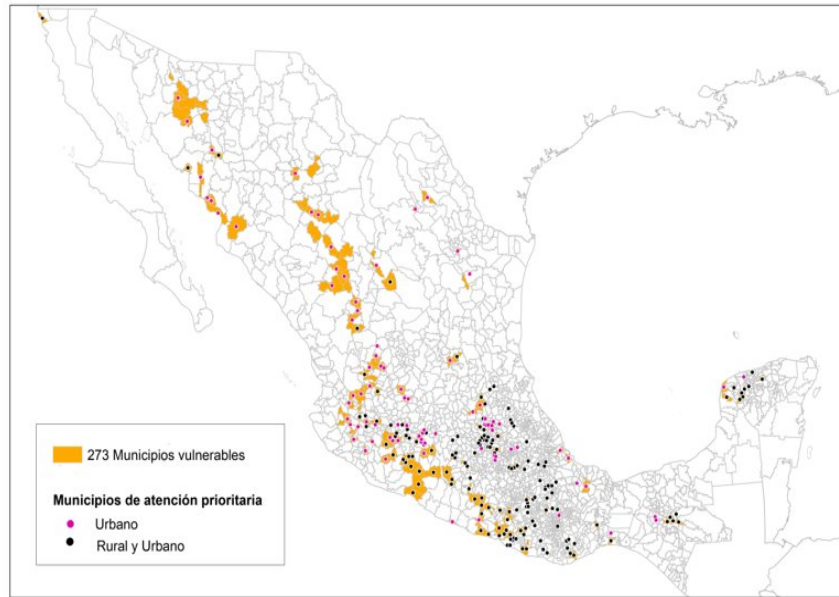 273 Municipios vulnerables
Municipios de atención prioritaria
Urbano
Rural y Urbano